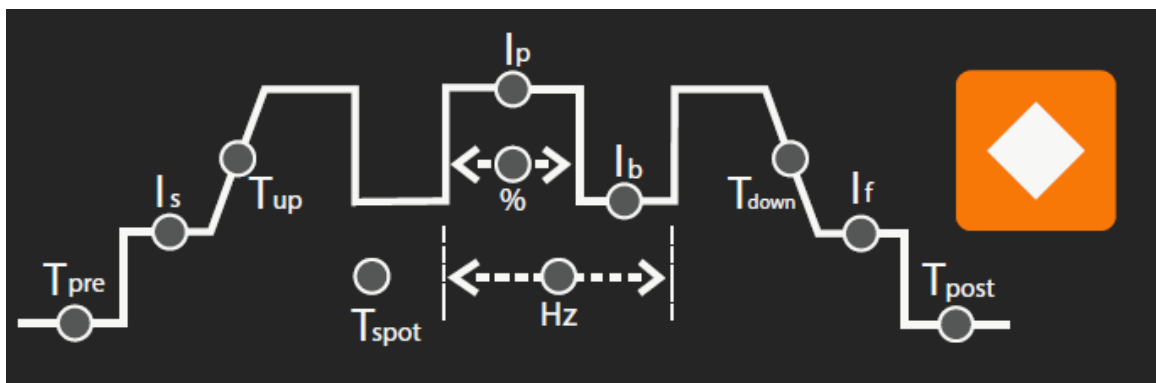 Ip
Is
Tup
%
Ib
Tdown
If
Tpre
Tspot
Hz
Tpost